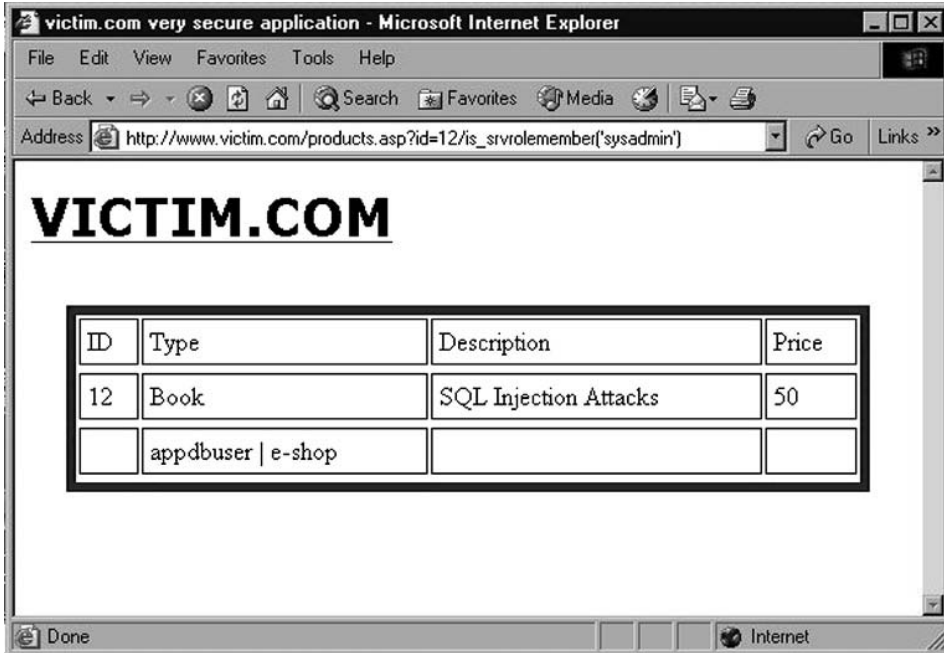 victim.com very secure application - Microsoft Internet Explorer
File Edit View Favorites Tools Help
Back Search Favorites Media
Address http://www.victim.com/products.asp?id=12/is_srvrolemember('sysadmin') Go Links »
VICTIM.COM
ID Type Description Price
12 Book SQL Injection Attacks 50
appdbuser | e-shop
Done Internet